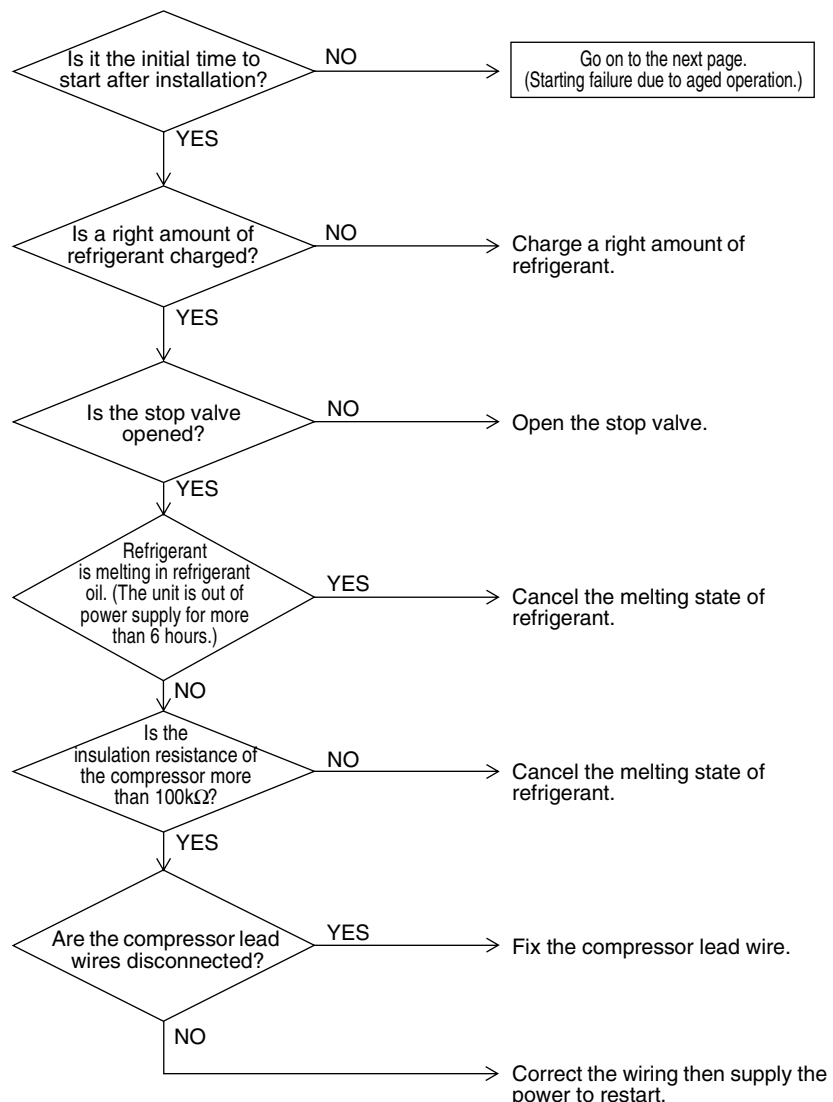 Is it the initial time to
start after installation?
NO
Go on to the next page.
(Starting failure due to aged operation.)
YES
Is a right amount of
refrigerant charged?
NO
Charge a right amount of
refrigerant.
YES
Is the stop valve
opened?
NO
Open the stop valve.
YES
Refrigerant
is melting in refrigerant
oil. (The unit is out of
power supply for more
than 6 hours.)
YES
Cancel the melting state of
refrigerant.
NO
Is the
insulation resistance of
the compressor more
than 100kΩ?
NO
Cancel the melting state of
refrigerant.
YES
Are the compressor lead
wires disconnected?
YES
Fix the compressor lead wire.
NO
Correct the wiring then supply the
power to restart.